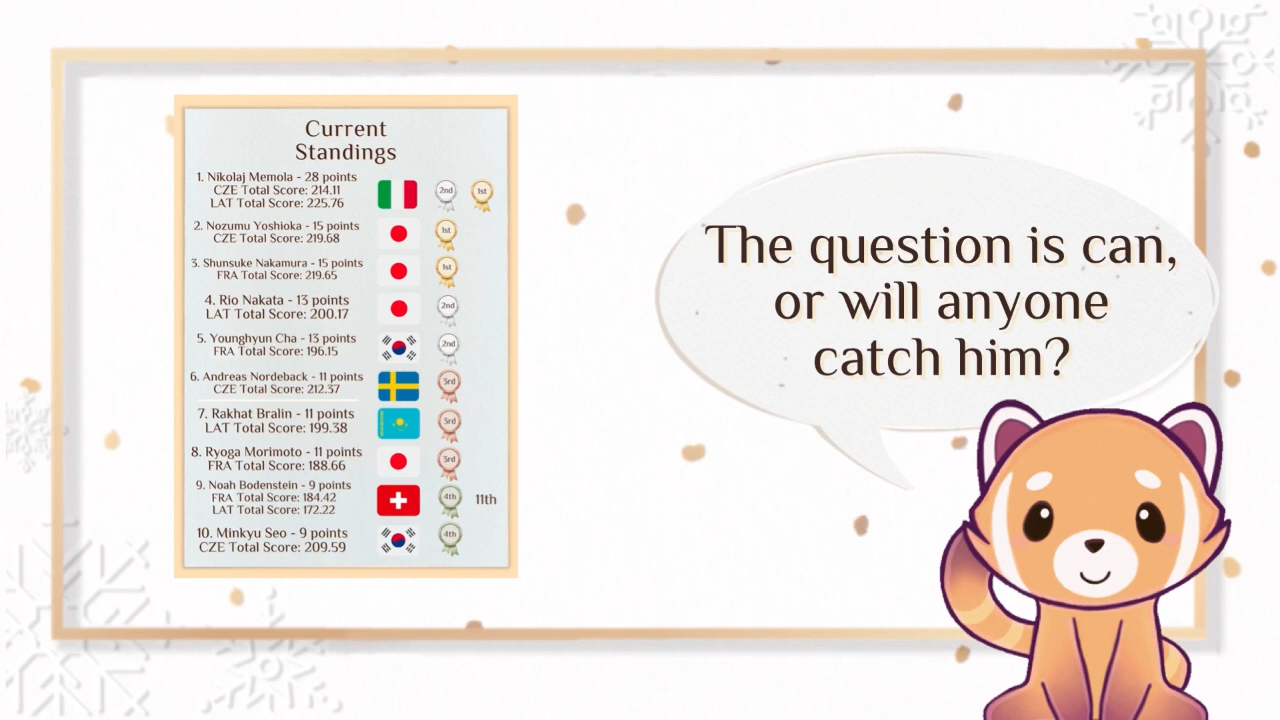 Current
Standings
1. Nikolaj Memola - 28 points
CZE Total Score: 214.11
LAT Total Score: 225.76
2nd
1st
2. Nozumu Yoshioka - 15 points
CZE Total Score: 219.68
1st
3. Shunsuke Nakamura - 15 points
FRA Total Score: 219.65
1st
4. Rio Nakata - 13 points
LAT Total Score: 200.17
2nd
5. Younghyun Cha - 13 points
FRA Total Score: 196.15
2nd
6. Andreas Nordeback - 11 points
CZE Total Score: 212.37
3rd
7. Rakhat Bralin - 11 points
LAT Total Score: 199.38
3rd
8. Ryoga Morimoto - 11 points
FRA Total Score: 188.66
3rd
9. Noah Bodenstein - 9 points
FRA Total Score: 184.42
LAT Total Score: 172.22
4th
11th
10. Minkyu Seo - 9 points
CZE Total Score: 209.59
4th
The question is can,
or will anyone
catch him?